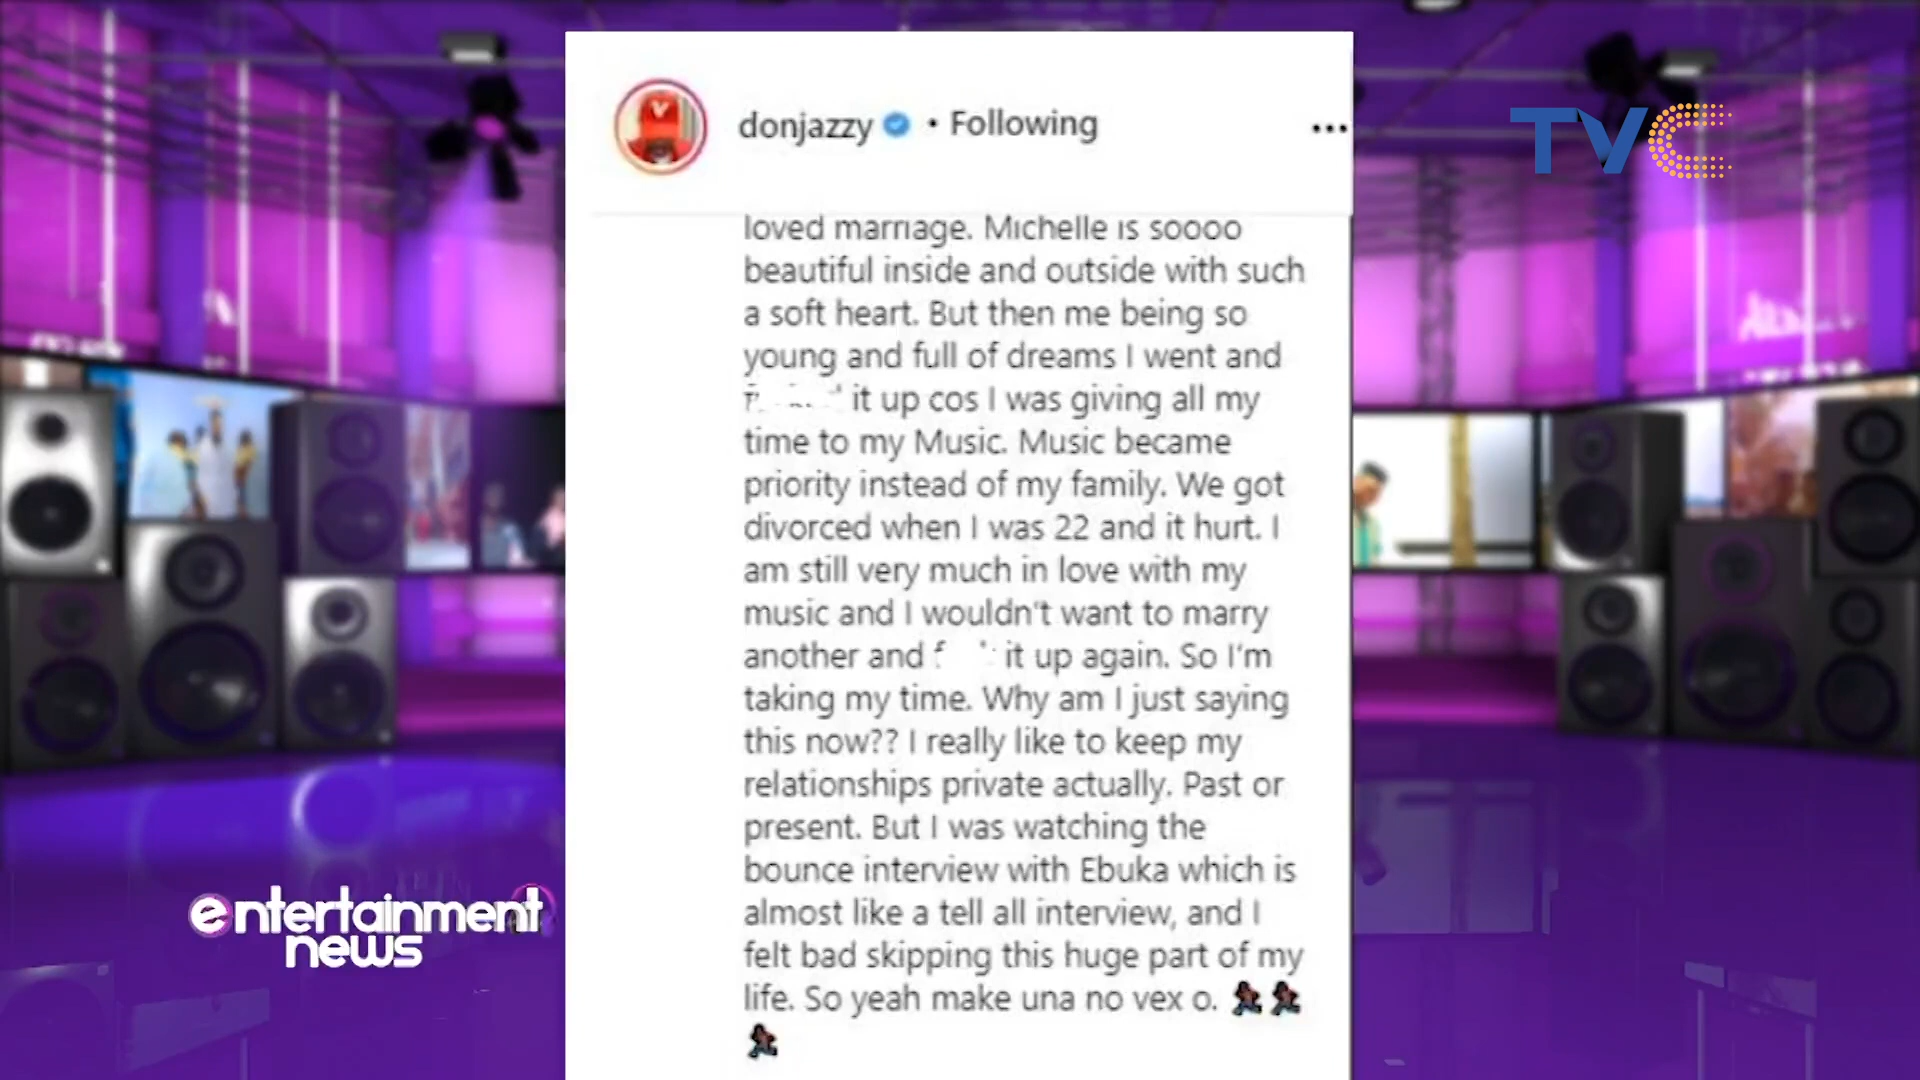 donjazzy • Following
TVC
loved marriage. Michelle is soooo
beautiful inside and outside with such
a soft heart. But then me being so
young and full of dreams I went and
it up cos I was giving all my
time to my Music. Music became
priority instead of my family. We got
divorced when I was 22 and it hurt. I
am still very much in love with my
music and I wouldn't want to marry
another and it up again. So I'm
taking my time. Why am I just saying
this now?? I really like to keep my
relationships private actually. Past or
present. But I was watching the
bounce interview with Ebuka which is
almost like a tell all interview, and I
felt bad skipping this huge part of my
life. So yeah make una no vex o. 🏃🏿🏃🏿
🏃🏿
entertainment
news